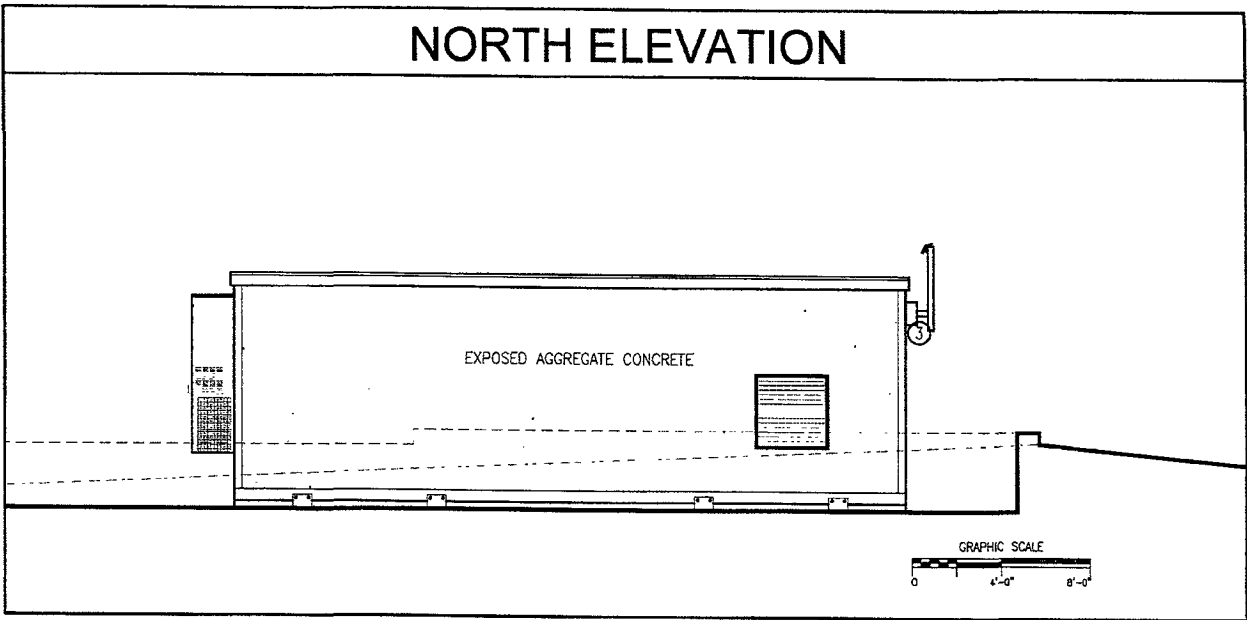 NORTH ELEVATION
3
EXPOSED AGGREGATE CONCRETE
GRAPHIC SCALE
0 4'-0" 8'-0"